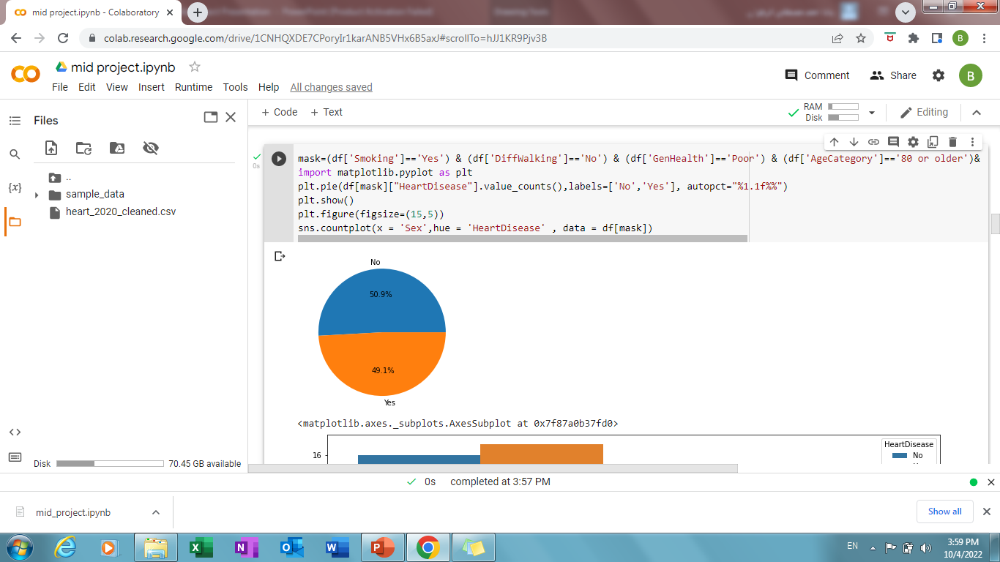 mid project.ipynb - Colaboratory
colab.research.google.com/drive/1CNHQXDE7CPoryIr1karANB5VHx6B5axJ#scrollTo=hJJ1KR9Pjv3B
B
mid project.ipynb
File Edit View Insert Runtime Tools Help All changes saved
Comment Share B
Files
+ Code + Text
RAM
Disk
Editing
..
sample_data
heart_2020_cleaned.csv
{x}
0s
mask=(df['Smoking']=='Yes') & (df['DiffWalking']=='No') & (df['GenHealth']=='Poor') & (df['AgeCategory']=='80 or older')&
import matplotlib.pyplot as plt
plt.pie(df[mask]["HeartDisease"].value_counts(),labels=['No','Yes'], autopct="%1.1f%%")
plt.show()
plt.figure(figsize=(15,5))
sns.countplot(x = 'Sex',hue = 'HeartDisease' , data = df[mask])
No
50.9%
49.1%
Yes
<matplotlib.axes._subplots.AxesSubplot at 0x7f87a0b37fd0>
HeartDisease
16
No
Disk 70.45 GB available
0s completed at 3:57 PM
mid_project.ipynb
Show all
EN
3:59 PM
10/4/2022